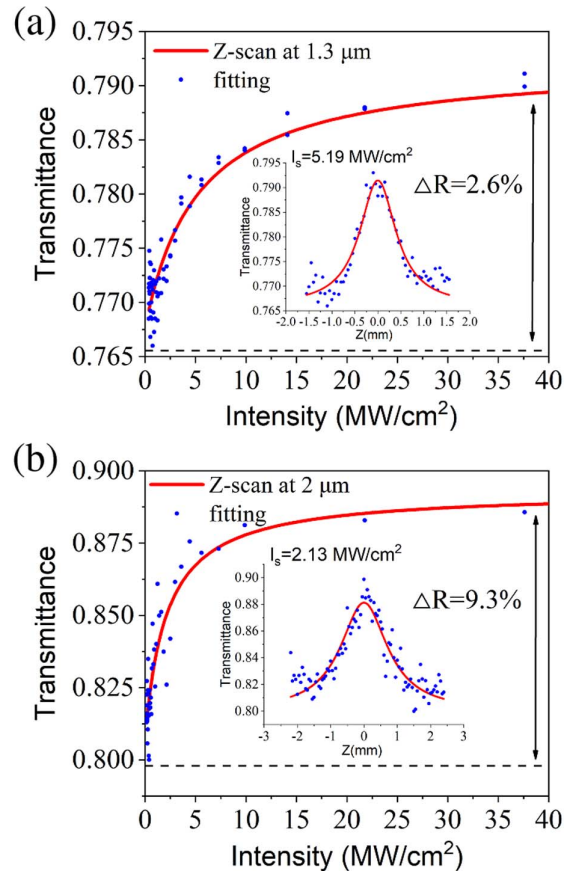 (a)
0.795
0.790
0.785
0.780
0.775
0.770
0.765
Transmittance
Z-scan at 1.3 μm
fitting
Iₛ=5.19 MW/cm²
△R=2.6%
0.795
0.790
0.785
0.780
0.775
0.770
0.765
Transmittance
-2.0 -1.5 -1.0 -0.5 0.0 0.5 1.0 1.5 2.0
Z(mm)
0 5 10 15 20 25 30 35 40
Intensity (MW/cm²)
(b)
0.900
0.875
0.850
0.825
0.800
Transmittance
Z-scan at 2 μm
fitting
Iₛ=2.13 MW/cm²
△R=9.3%
0.90
0.88
0.86
0.84
0.82
0.80
Transmittance
-3 -2 -1 0 1 2 3
Z(mm)
0 5 10 15 20 25 30 35 40
Intensity (MW/cm²)